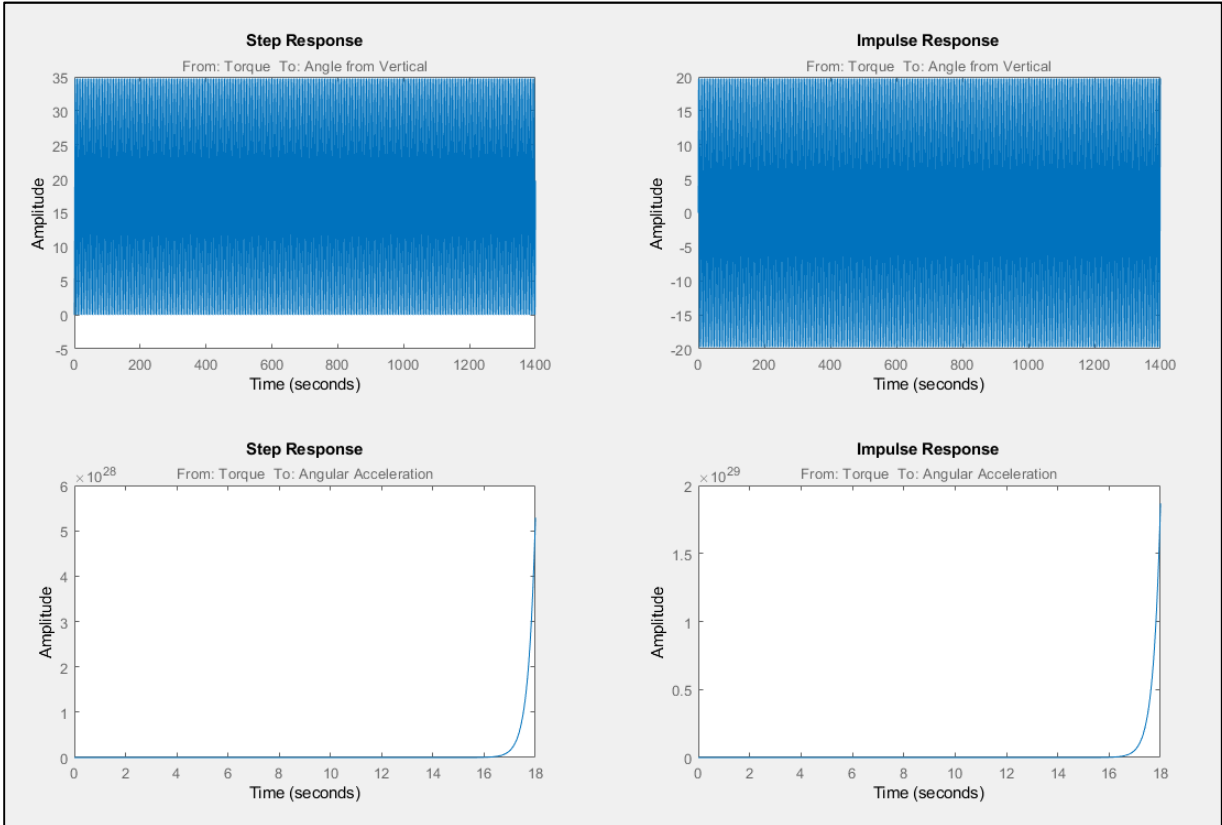 Step Response
From: Torque To: Angle from Vertical
35
30
25
20
15
10
5
0
-5
Amplitude
0 200 400 600 800 1000 1200 1400
Time (seconds)
Impulse Response
From: Torque To: Angle from Vertical
20
15
10
5
0
-5
-10
-15
-20
Amplitude
0 200 400 600 800 1000 1200 1400
Time (seconds)
Step Response
From: Torque To: Angular Acceleration
×10^28
6
5
4
3
2
1
0
Amplitude
0 2 4 6 8 10 12 14 16 18
Time (seconds)
Impulse Response
From: Torque To: Angular Acceleration
×10^29
2
1.5
1
0.5
0
Amplitude
0 2 4 6 8 10 12 14 16 18
Time (seconds)